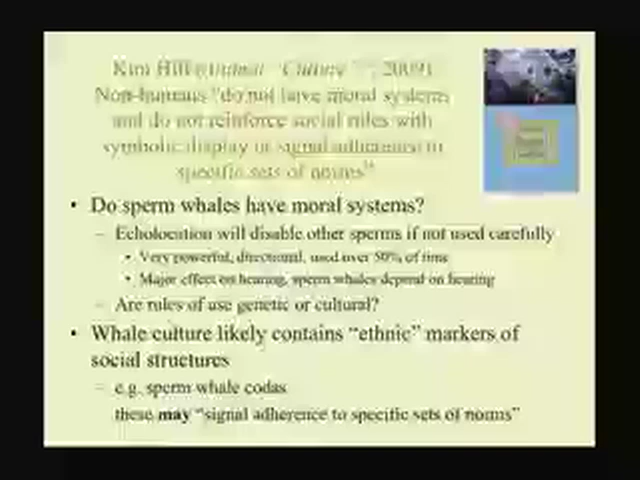 Kim Hill (Animal "Culture"?, 2009)
Non-humans "do not have moral systems
and do not reinforce social rules with
symbolic display or signal adherence to
specific sets of norms"
• Do sperm whales have moral systems?
– Echolocation will disable other sperms if not used carefully
• Very powerful, directional, used over 50% of time
• Major effect on hearing, sperm whales depend on hearing
– Are rules of use genetic or cultural?
• Whale culture likely contains "ethnic" markers of
social structures
– e.g. sperm whale codas
these may "signal adherence to specific sets of norms"